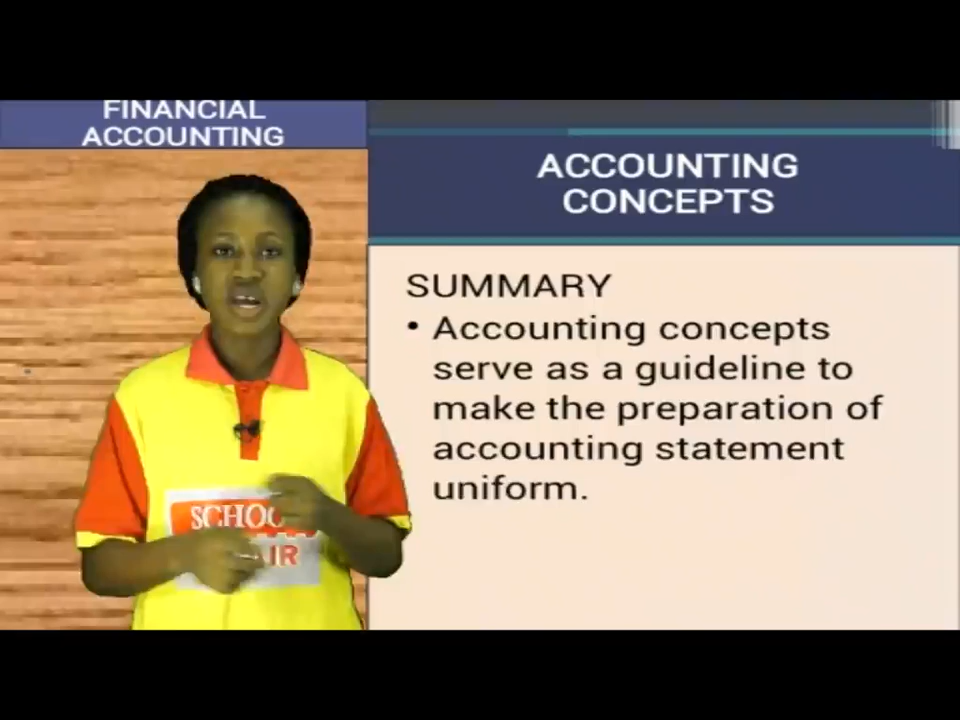 FINANCIAL
ACCOUNTING
ACCOUNTING
CONCEPTS
SUMMARY
• Accounting concepts
serve as a guideline to
make the preparation of
accounting statement
uniform.